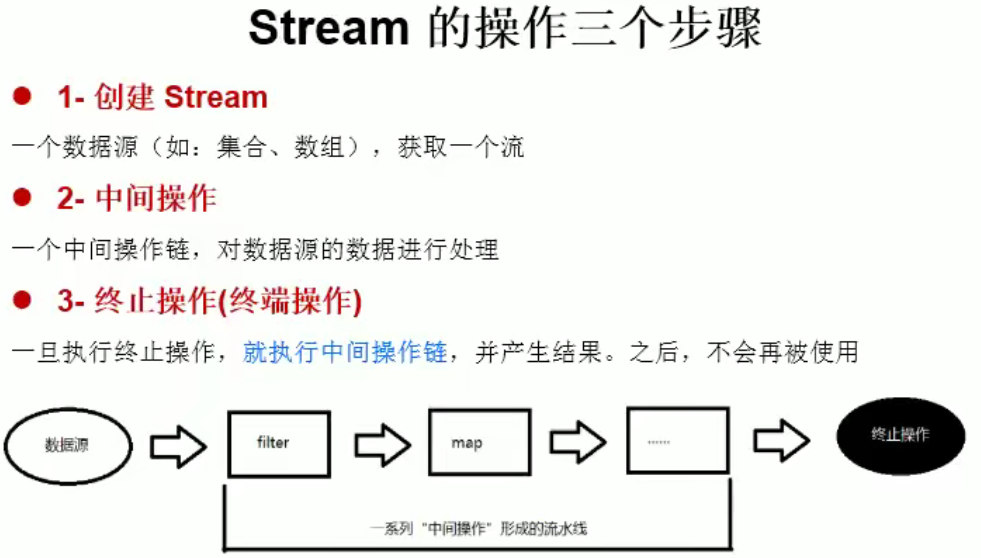 Stream 的操作三个步骤
1- 创建 Stream
一个数据源（如：集合、数组），获取一个流
2- 中间操作
一个中间操作链，对数据源的数据进行处理
3- 终止操作(终端操作)
一旦执行终止操作，就执行中间操作链，并产生结果。之后，不会再被使用
数据源
filter
map
......
终止操作
一系列“中间操作”形成的流水线